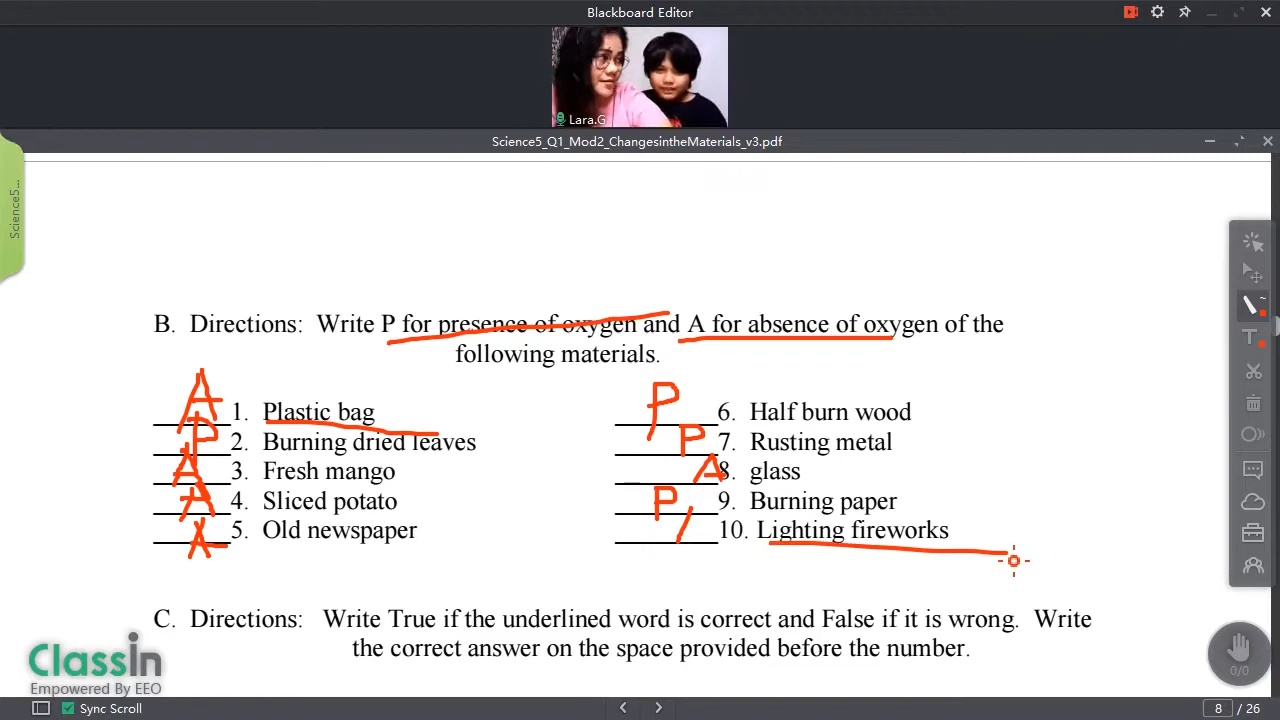 Blackboard Editor
Lara.G
Science5_Q1_Mod2_ChangesintheMaterials_v3.pdf
Science5...
B. Directions: Write P for presence of oxygen and A for absence of oxygen of the
following materials.
A 1. Plastic bag
P 2. Burning dried leaves
A 3. Fresh mango
A 4. Sliced potato
A 5. Old newspaper
P 6. Half burn wood
P 7. Rusting metal
A 8. glass
P 9. Burning paper
10. Lighting fireworks
C. Directions: Write True if the underlined word is correct and False if it is wrong. Write
the correct answer on the space provided before the number.
ClassIn
Empowered By EEO
0/0
Sync Scroll
8 / 26